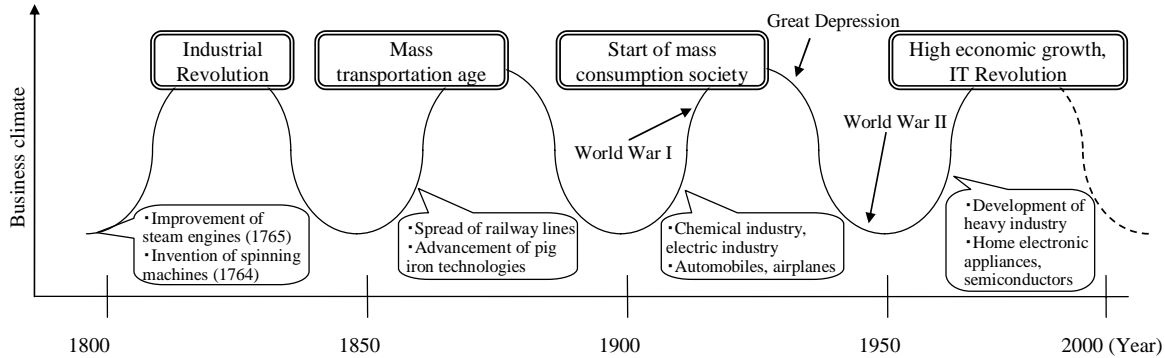 Business climate
Industrial
Revolution
Mass
transportation age
Start of mass
consumption society
Great Depression
High economic growth,
IT Revolution
World War I
World War II
・Improvement of
steam engines (1765)
・Invention of spinning
machines (1764)
・Spread of railway lines
・Advancement of pig
iron technologies
・Chemical industry,
electric industry
・Automobiles, airplanes
・Development of
heavy industry
・Home electronic
appliances,
semiconductors
1800
1850
1900
1950
2000 (Year)